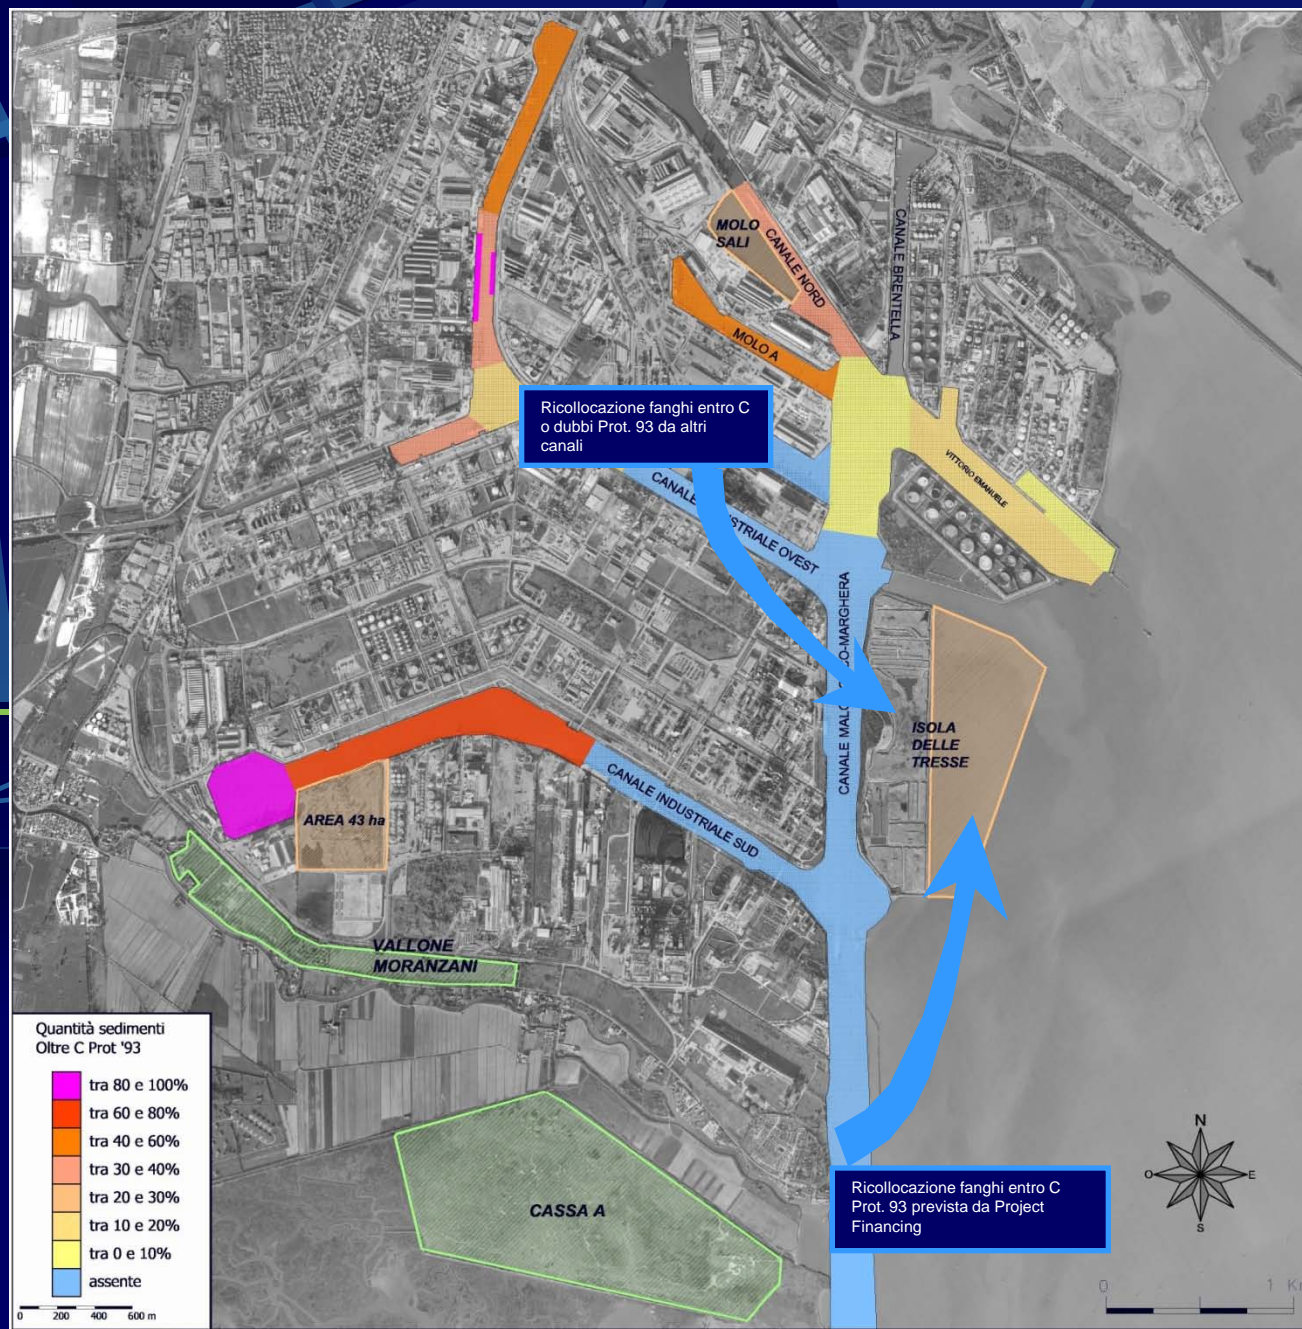 MOLO
SALI
CANALE NORD
CANALE BRENTELLA
MOLO A
Ricollocazione fanghi entro C
o dubbi Prot. 93 da altri
canali
VITTORIO EMANUELE
CANALE
STRIALE OVEST
CANALE MAL
CO-MARGHERA
ISOLA
DELLE
TRESSE
CANALE INDUSTRIALE SUD
AREA 43 ha
VALLONE
MORANZANI
CASSA A
Ricollocazione fanghi entro C
Prot. 93 prevista da Project
Financing
Quantità sedimenti
Oltre C Prot '93
tra 80 e 100%
tra 60 e 80%
tra 40 e 60%
tra 30 e 40%
tra 20 e 30%
tra 10 e 20%
tra 0 e 10%
assente
0 200 400 600 m
N
O E
S
0 1 K